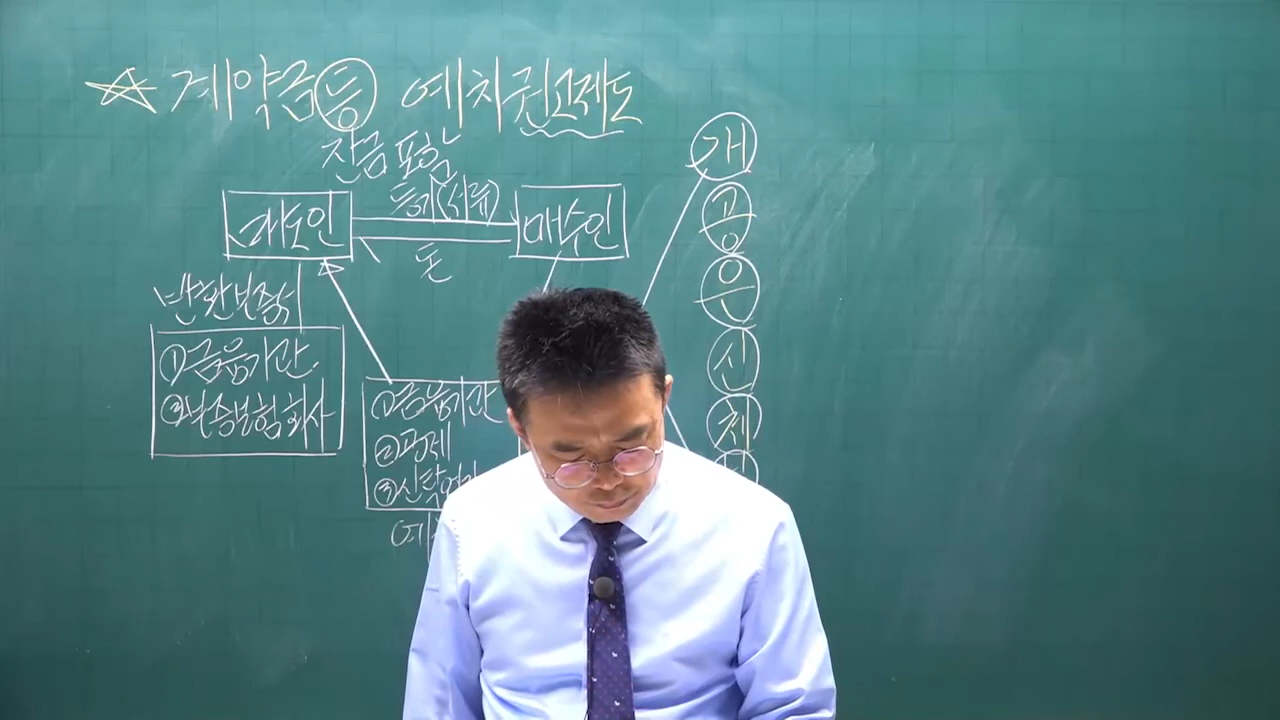 ☆ 계약금등 예치권고제도
잔금 포함
매도인
등기(서류)
돈
매수인
반환보증서
①금융기관
②보증보험회사
①금융기관
②공제
③신탁업
예
개
공
은
신
체